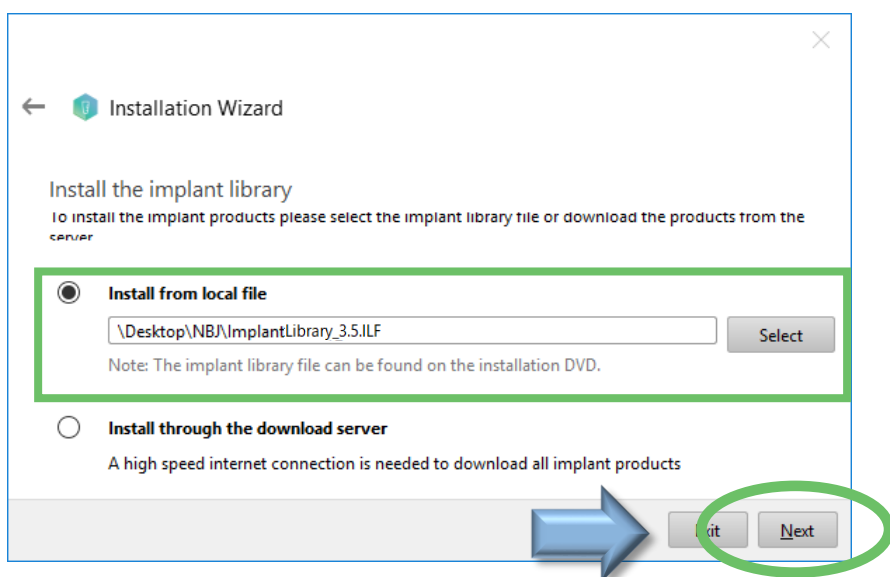 Installation Wizard
Install the implant library
To install the implant products please select the implant library file or download the products from the
server
Install from local file
\Desktop\NBJ\ImplantLibrary_3.5.ILF
Select
Note: The implant library file can be found on the installation DVD.
Install through the download server
A high speed internet connection is needed to download all implant products
Exit Next